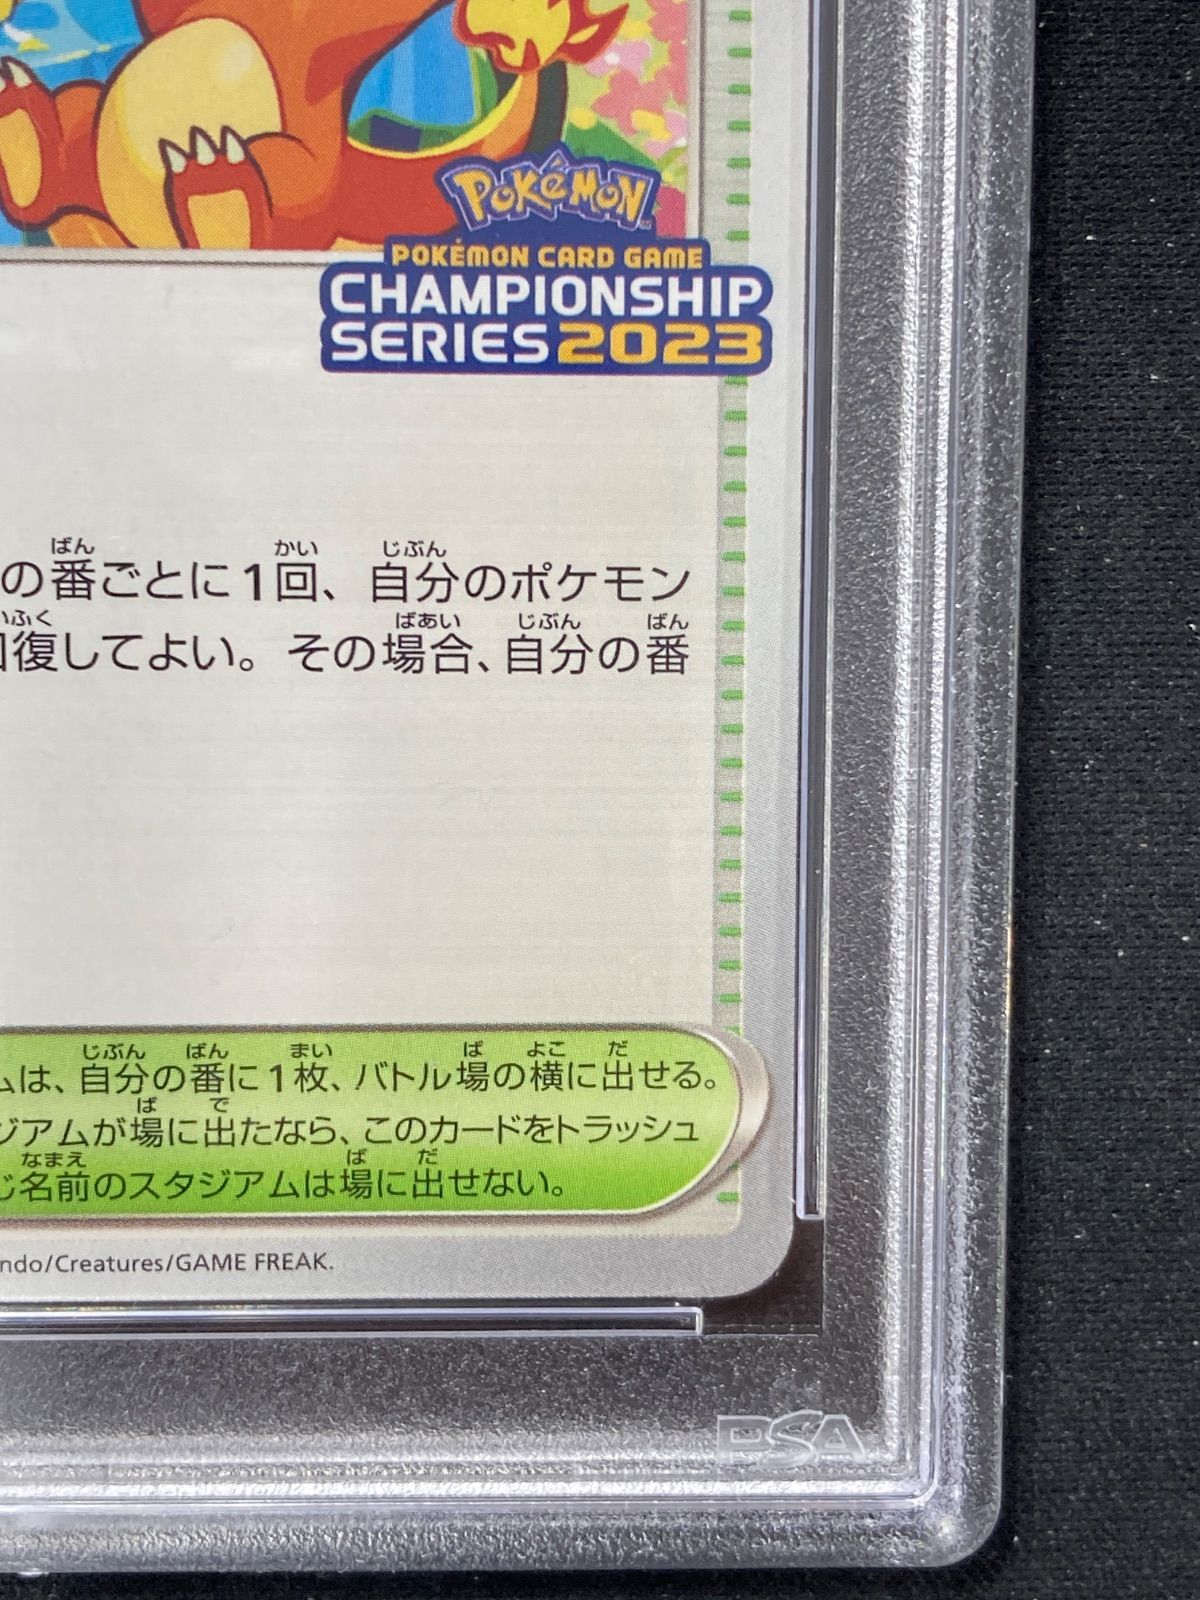 POKéMON
POKÉMON CARD GAME
CHAMPIONSHIP
SERIES 2023
の番ごとに1回、自分のポケモン
復してよい。その場合、自分の番
ムは、自分の番に1枚、バトル場の横に出せる。
ジアムが場に出たなら、このカードをトラッシュ
じ名前のスタジアムは場に出せない。
ndo/Creatures/GAME FREAK.
PSA